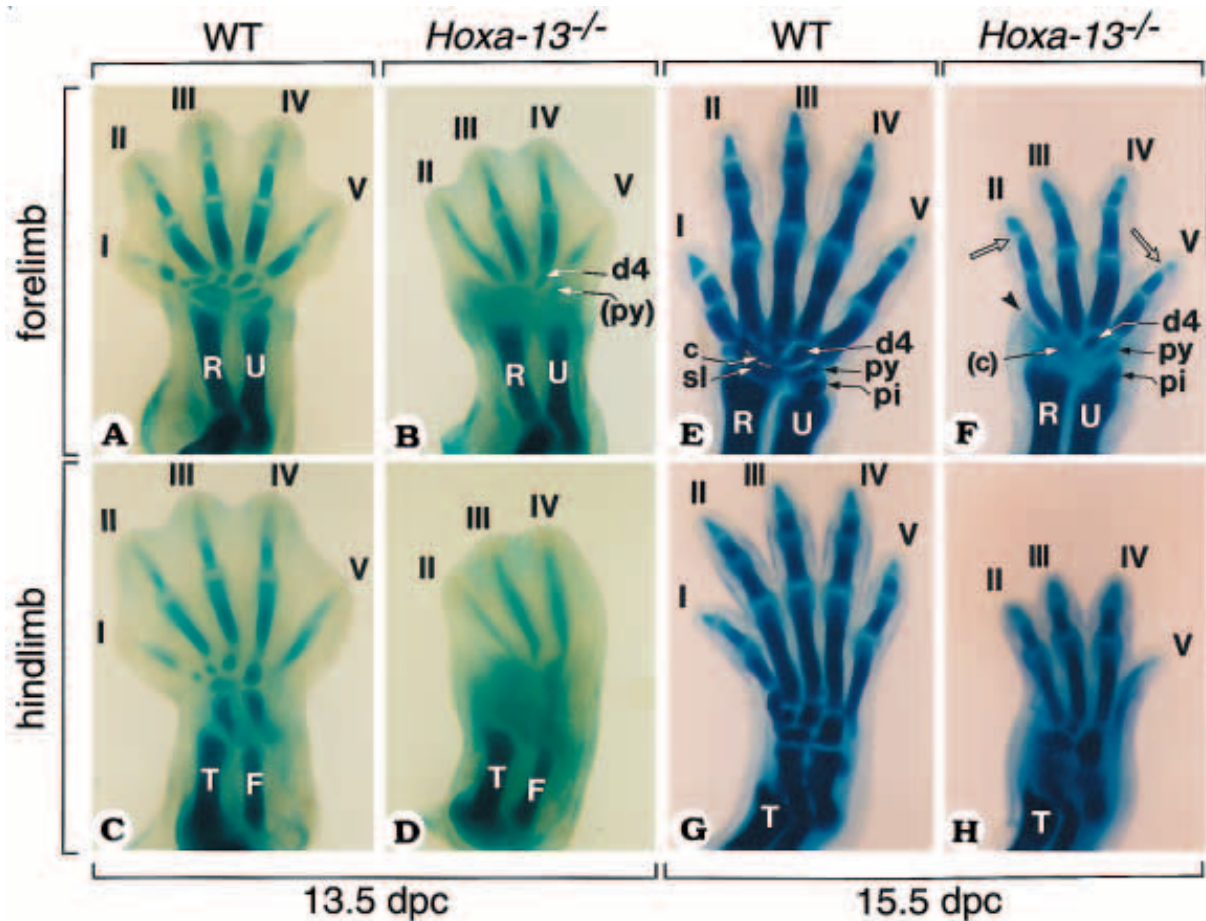 WT Hoxa-13-/- WT Hoxa-13-/-
forelimb
I II III IV V R U A
II III IV V d4 (py) R U B
I II III IV V c sl d4 py pi R U E
II III IV V (c) d4 py pi R U F
hindlimb
I II III IV V T F C
II III IV T F D
I II III IV V T G
II III IV V T H
13.5 dpc 15.5 dpc